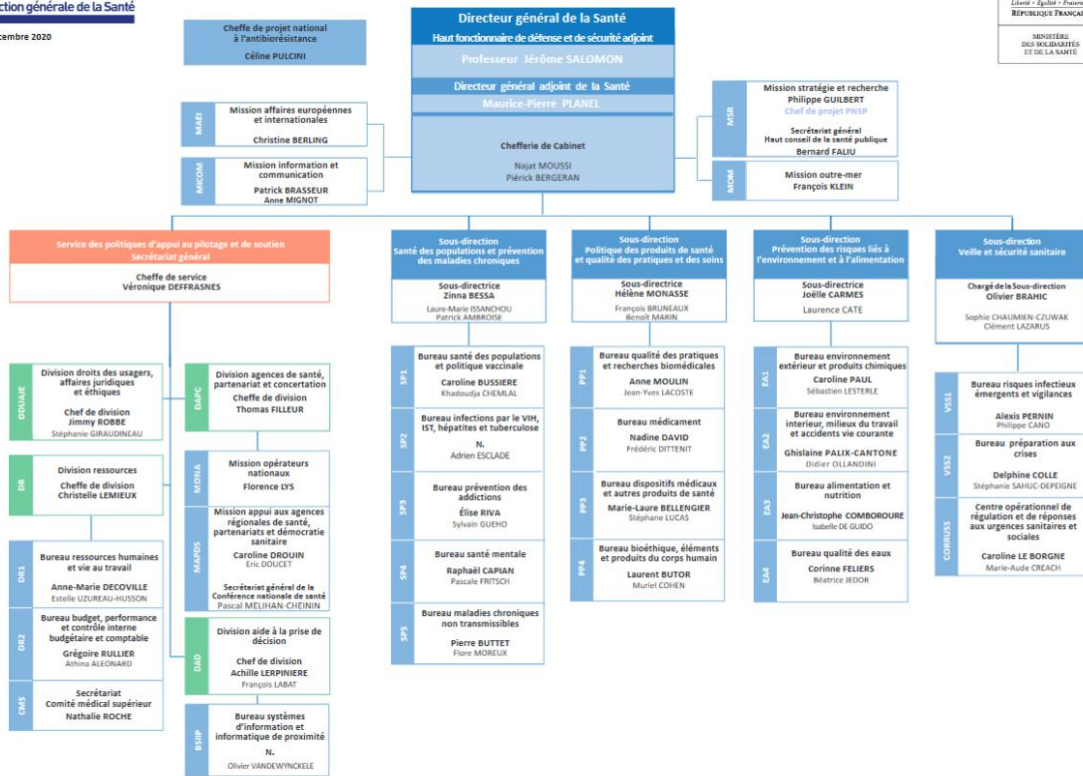 ction générale de la Santé
cembre 2020
Liberté • Égalité • Fraternité
RÉPUBLIQUE FRANÇAISE
MINISTÈRE
DES SOLIDARITÉS
ET DE LA SANTÉ
Cheffe de projet national
à l'antibiorésistance
Céline PULCINI
Directeur général de la Santé
Haut fonctionnaire de défense et de sécurité adjoint
Professeur Jérôme SALOMON
Directeur général adjoint de la Santé
Maurice-Pierre PLANEL
Chefferie de Cabinet
Najat MOUSSI
Piérick BERGERAN
MAEI
Mission affaires européennes
et internationales
Christine BERLING
MICOM
Mission information et
communication
Patrick BRASSEUR
Anne MIGNOT
MSR
Mission stratégie et recherche
Philippe GUILBERT
Chef de projet PNSP
Secrétariat général
Haut conseil de la santé publique
Bernard FALIU
MOM
Mission outre-mer
François KLEIN
Service des politiques d'appui au pilotage et de soutien
Secrétariat général
Cheffe de service
Véronique DEFFRASNES
DDUAJE
Division droits des usagers,
affaires juridiques
et éthiques
Chef de division
Jimmy ROBBE
Stéphanie GIRAUDINEAU
DR
Division ressources
Cheffe de division
Christelle LEMIEUX
DR1
Bureau ressources humaines
et vie au travail
Anne-Marie DECOVILLE
Estelle UZUREAU-HUSSON
DR2
Bureau budget, performance
et contrôle interne
budgétaire et comptable
Grégoire RULLIER
Athina ALEONARD
CMS
Secrétariat
Comité médical supérieur
Nathalie ROCHE
DAPC
Division agences de santé,
partenariat et concertation
Cheffe de division
Thomas FILLEUR
MONA
Mission opérateurs
nationaux
Florence LYS
MAPDS
Mission appui aux agences
régionales de santé,
partenariats et démocratie
sanitaire
Caroline DROUIN
Eric DOUCET
Secrétariat général de la
Conférence nationale de santé
Pascal MELIHAN-CHEININ
DAD
Division aide à la prise de
décision
Chef de division
Achille LERPINIERE
François LABAT
BSIIP
Bureau systèmes
d'information et
informatique de proximité
N.
Olivier VANDEWYNCKELE
Sous-direction
Santé des populations et prévention
des maladies chroniques
Sous-directrice
Zinna BESSA
Laure-Marie ISSANCHOU
Patrick AMBROISE
SP1
Bureau santé des populations
et politique vaccinale
Caroline BUSSIERE
Khadoudja CHEMLAL
SP2
Bureau infections par le VIH,
IST, hépatites et tuberculose
N.
Adrien ESCLADE
SP3
Bureau prévention des
addictions
Élise RIVA
Sylvain GUEHO
SP4
Bureau santé mentale
Raphaël CAPIAN
Pascale FRITSCH
SP5
Bureau maladies chroniques
non transmissibles
Pierre BUTTET
Flore MOREUX
Sous-direction
Politique des produits de santé
et qualité des pratiques et des soins
Sous-directrice
Hélène MONASSE
François BRUNEAUX
Benoît MARIN
PP1
Bureau qualité des pratiques
et recherches biomédicales
Anne MOULIN
Jean-Yves LACOSTE
PP2
Bureau médicament
Nadine DAVID
Frédéric DITTENIT
PP3
Bureau dispositifs médicaux
et autres produits de santé
Marie-Laure BELLENGIER
Stéphane LUCAS
PP4
Bureau bioéthique, éléments
et produits du corps humain
Laurent BUTOR
Muriel COHEN
Sous-direction
Prévention des risques liés à
l'environnement et à l'alimentation
Sous-directrice
Joëlle CARMES
Laurence CATE
EA1
Bureau environnement
extérieur et produits chimiques
Caroline PAUL
Sébastien LESTERLE
EA2
Bureau environnement
interieur, milieux du travail
et accidents vie courante
Ghislaine PALIX-CANTONE
Didier OLLANDINI
EA3
Bureau alimentation et
nutrition
Jean-Christophe COMBOROURE
Isabelle DE GUIDO
EA4
Bureau qualité des eaux
Corinne FELIERS
Béatrice JEDOR
Sous-direction
Veille et sécurité sanitaire
Chargé de la Sous-direction
Olivier BRAHIC
Sophie CHAUMIEN-CZUWAK
Clément LAZARUS
VSS1
Bureau risques infectieux
émergents et vigilances
Alexis PERNIN
Philippe CANO
VSS2
Bureau préparation aux
crises
Delphine COLLE
Stéphanie SAHUC-DEPEIGNE
CORRUSS
Centre opérationnel de
régulation et de réponses
aux urgences sanitaires et
sociales
Caroline LE BORGNE
Marie-Aude CREACH